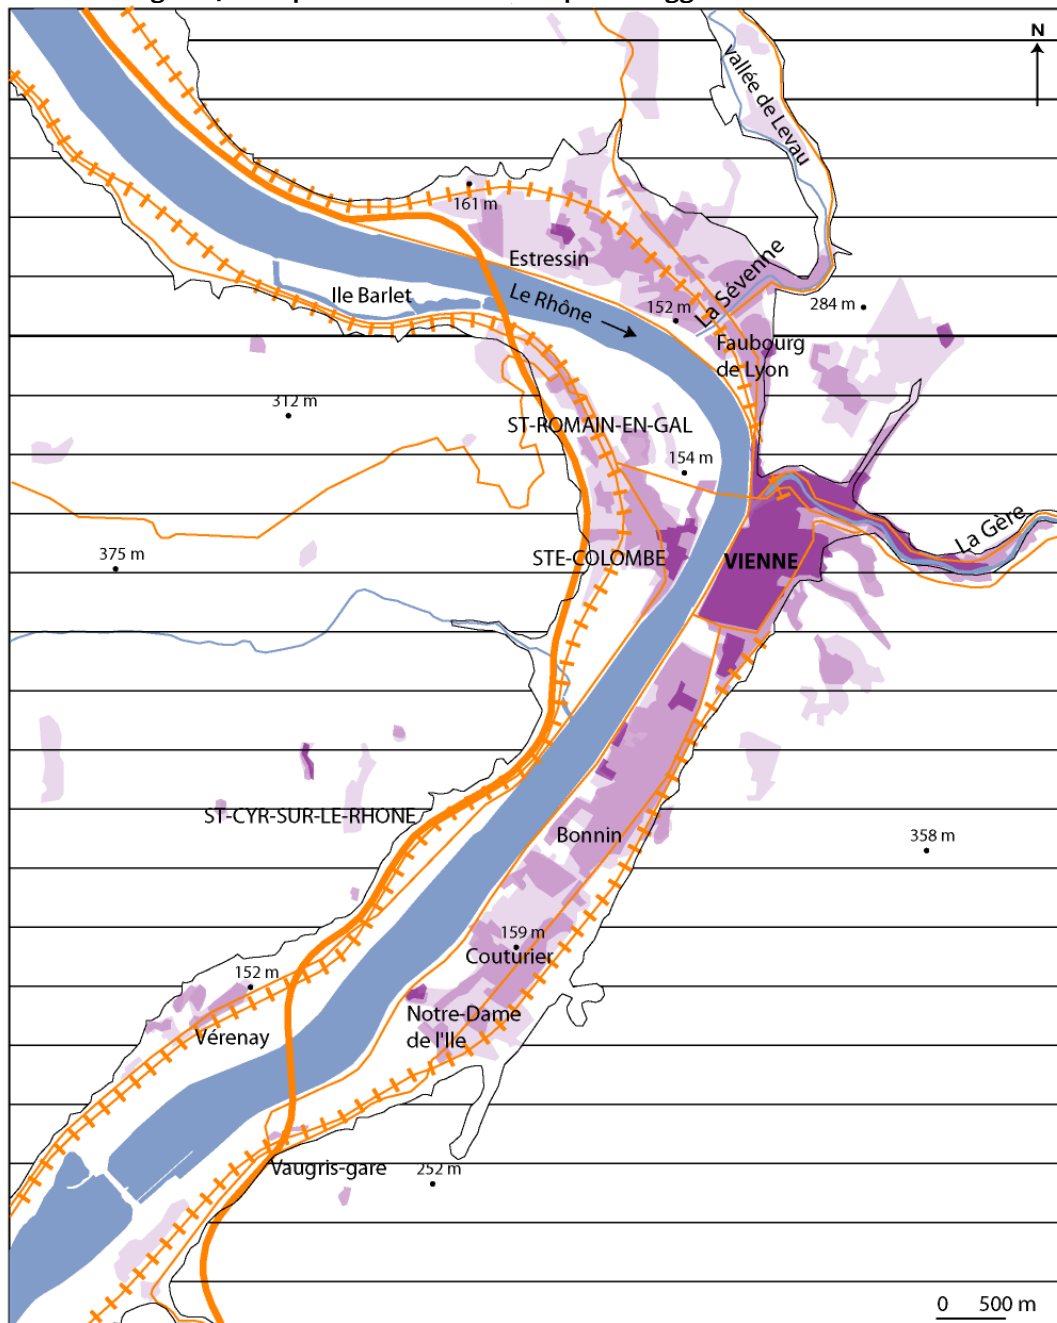 N
vallée de Levau
161 m
Estressin
La Sévenne
Ile Barlet
Le Rhône
152 m
284 m
Faubourg
de Lyon
312 m
ST-ROMAIN-EN-GAL
154 m
La Gère
375 m
STE-COLOMBE
VIENNE
ST-CYR-SUR-LE-RHONE
Bonnin
358 m
159 m
Couturier
152 m
Notre-Dame
de l'Ile
Vérenay
Vaugris-gare
252 m
0 500 m